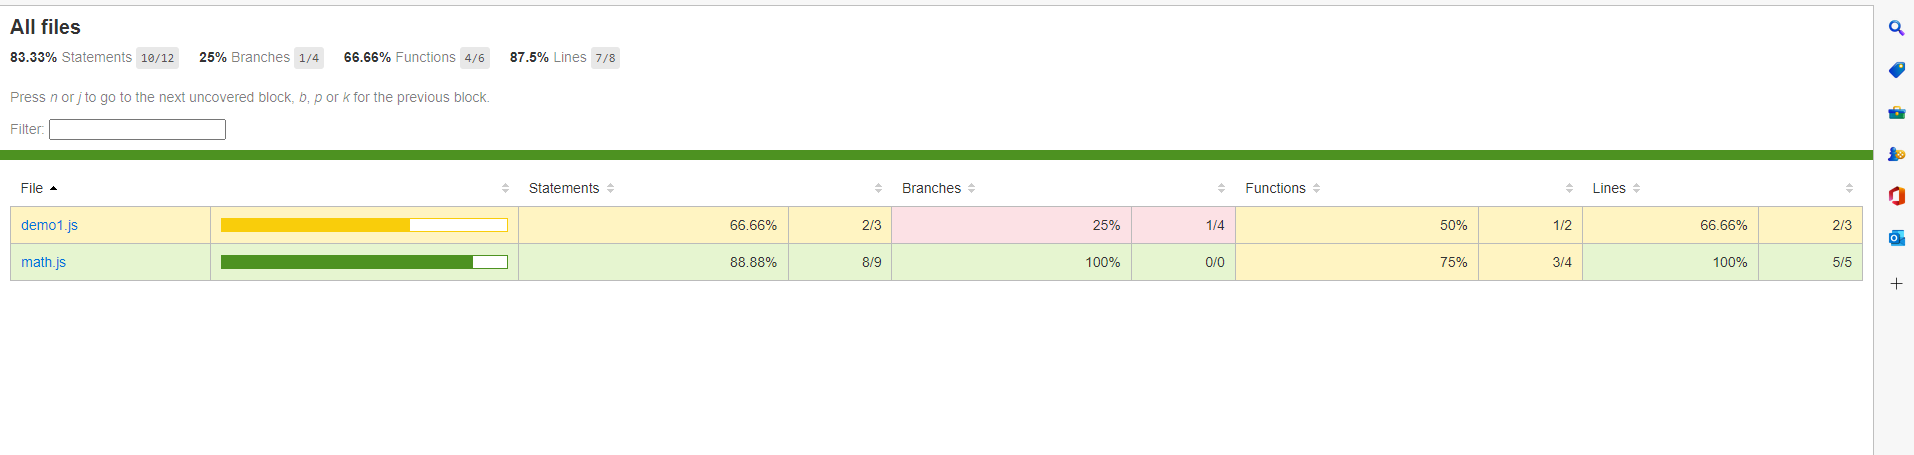 All files
83.33% Statements 10/12 25% Branches 1/4 66.66% Functions 4/6 87.5% Lines 7/8
Press n or j to go to the next uncovered block, b, p or k for the previous block.
Filter:
File Statements Branches Functions Lines
demo1.js 66.66% 2/3 25% 1/4 50% 1/2 66.66% 2/3
math.js 88.88% 8/9 100% 0/0 75% 3/4 100% 5/5